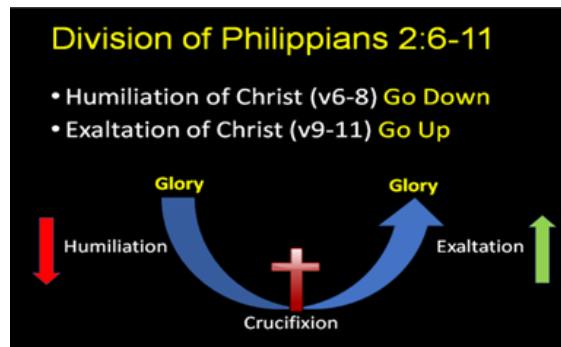 Division of Philippians 2:6-11
• Humiliation of Christ (v6-8) Go Down
• Exaltation of Christ (v9-11) Go Up
Glory
Glory
Humiliation
Exaltation
Crucifixion